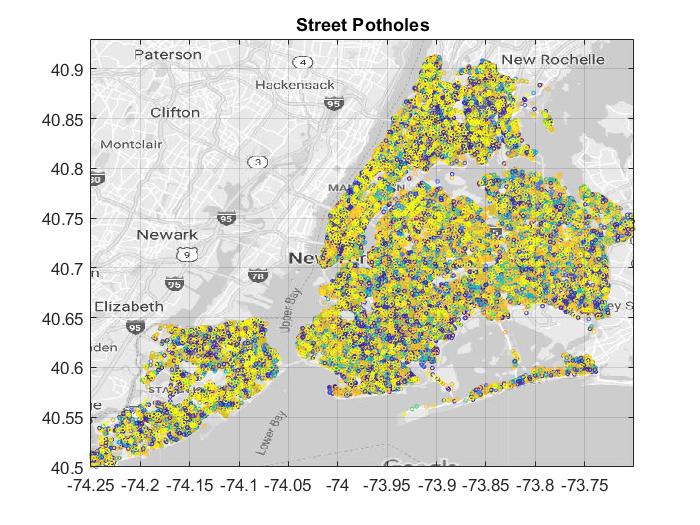 Street Potholes
40.9
40.85
40.8
40.75
40.7
40.65
40.6
40.55
40.5
-74.25 -74.2 -74.15 -74.1 -74.05 -74 -73.95 -73.9 -73.85 -73.8 -73.75
Paterson
4
New Rochelle
Hackensack
95
Clifton
Montclair
3
80
95
Newark
9
95
78
Elizabeth
95
Upper Bay
Lower Bay